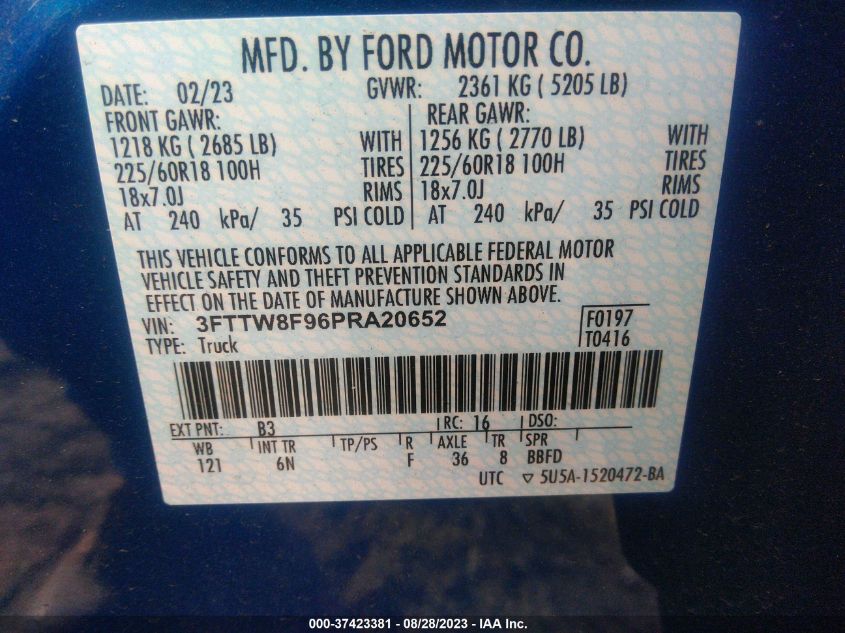 MFD. BY FORD MOTOR CO.
DATE: 02/23 GVWR: 2361 KG ( 5205 LB)
FRONT GAWR: REAR GAWR:
1218 KG ( 2685 LB) WITH 1256 KG ( 2770 LB) WITH
225/60R18 100H TIRES 225/60R18 100H TIRES
18x7.0J RIMS 18x7.0J RIMS
AT 240 kPa/ 35 PSI COLD AT 240 kPa/ 35 PSI COLD
THIS VEHICLE CONFORMS TO ALL APPLICABLE FEDERAL MOTOR
VEHICLE SAFETY AND THEFT PREVENTION STANDARDS IN
EFFECT ON THE DATE OF MANUFACTURE SHOWN ABOVE.
VIN: 3FTTW8F96PRA20652 F0197
TYPE: Truck T0416
EXT PNT: B3 RC: 16 DSO:
WB INT TR TP/PS R AXLE TR SPR
121 6N F 36 8 BBFD
UTC ▽ 5U5A-1520472-BA
000-37423381 - 08/28/2023 - IAA Inc.